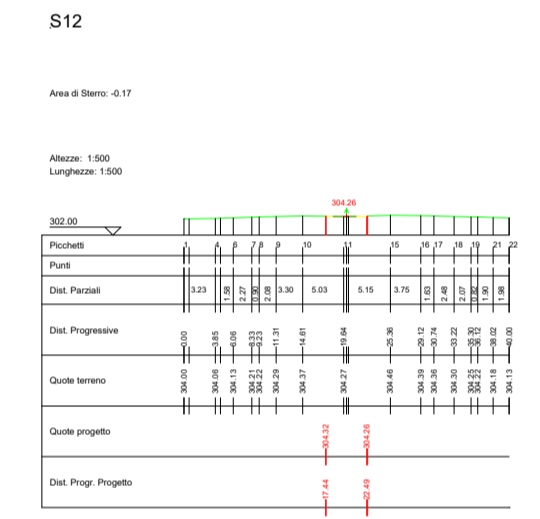 S12
Area di Sterro: -0.17
Altezze: 1:500
Lunghezze: 1:500
304.26
302.00
Picchetti 1 4 6 7 8 9 10 11 15 16 17 18 19 21 22
Punti
Dist. Parziali 3.23 1.58 2.27 0.90 2.08 3.30 5.03 5.15 3.75 1.63 2.48 2.07 0.82 1.90 1.98
Dist. Progressive 0.00 3.85 6.06 8.33 9.23 11.31 14.61 19.64 25.36 29.12 30.74 33.22 35.30 36.12 38.02 40.00
Quote terreno 304.00 304.06 304.13 304.21 304.22 304.29 304.37 304.27 304.46 304.39 304.36 304.30 304.25 304.22 304.18 304.13
Quote progetto 304.32 304.26
Dist. Progr. Progetto 17.44 22.49